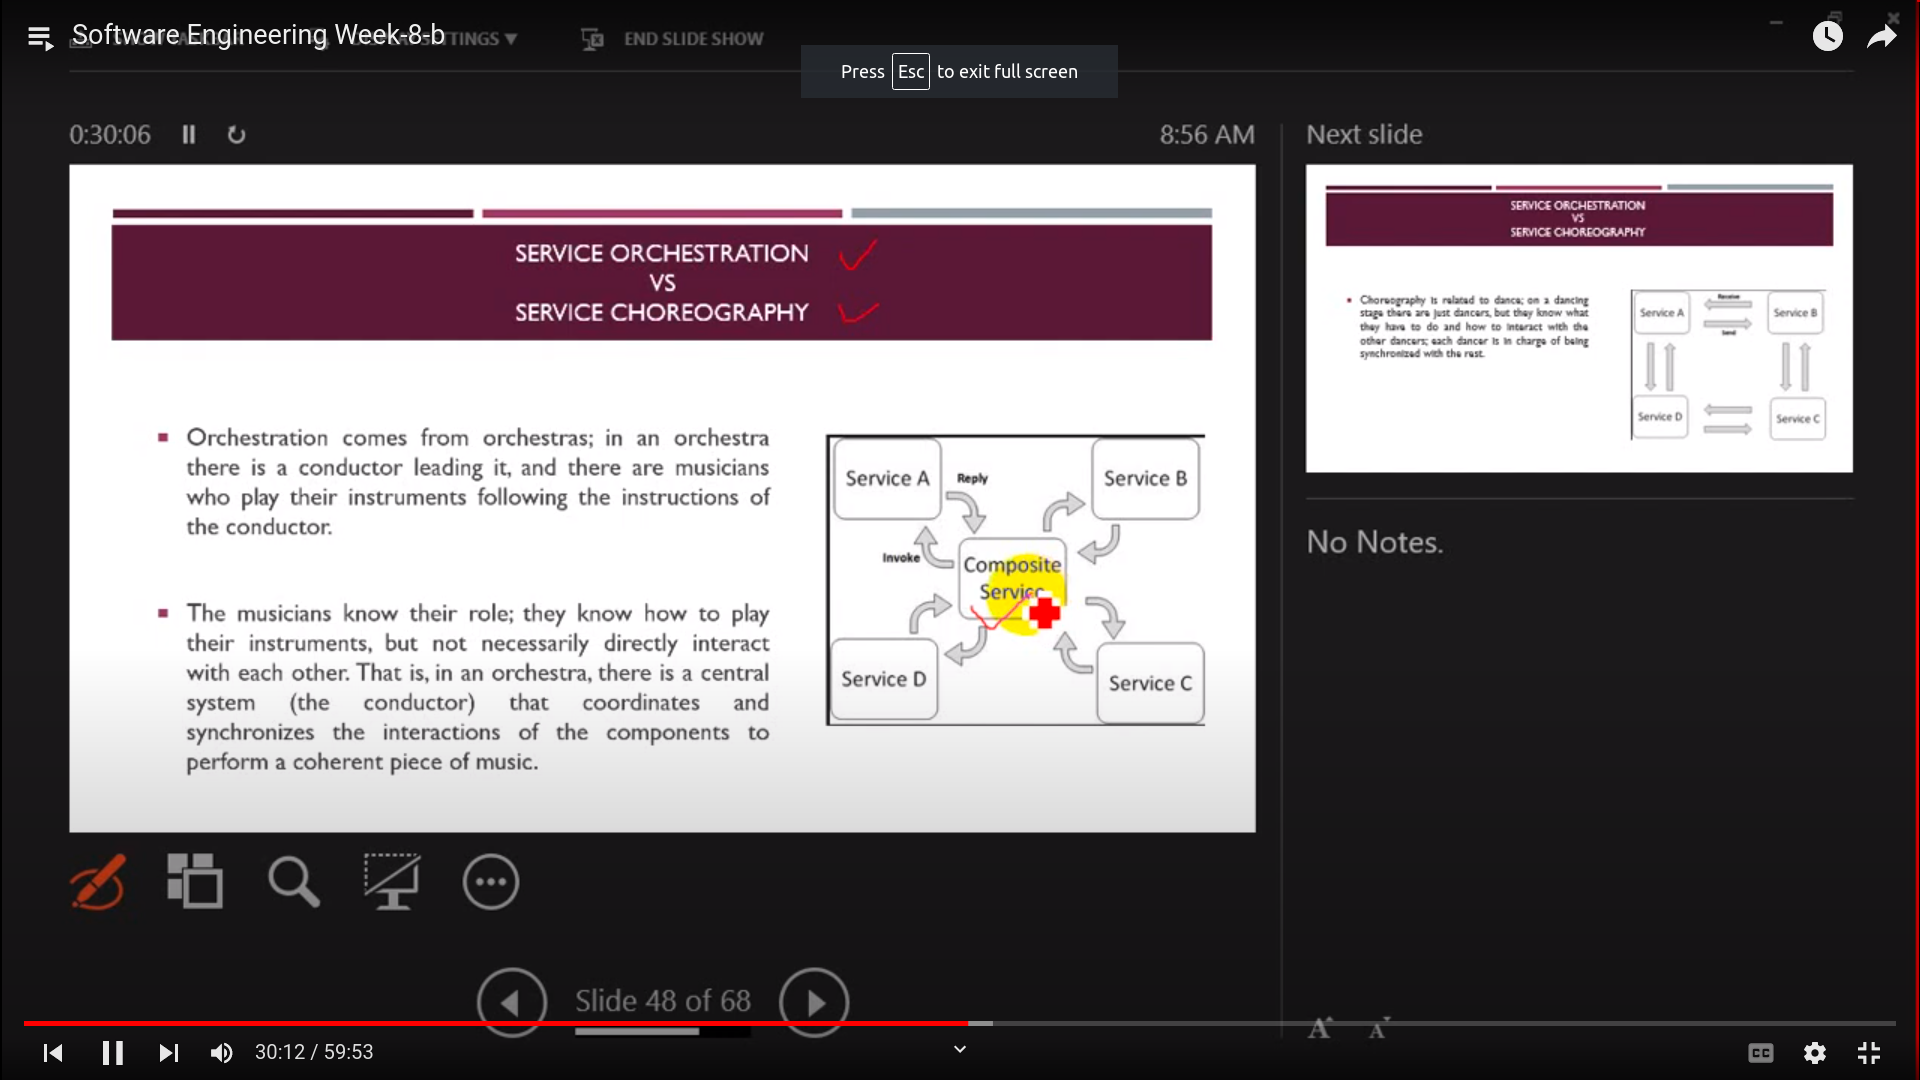 Software Engineering Week-8-b
END SLIDE SHOW
Press Esc to exit full screen
0:30:06
8:56 AM
Next slide
SERVICE ORCHESTRATION
VS
SERVICE CHOREOGRAPHY
Orchestration comes from orchestras; in an orchestra
there is a conductor leading it, and there are musicians
who play their instruments following the instructions of
the conductor.
The musicians know their role; they know how to play
their instruments, but not necessarily directly interact
with each other. That is, in an orchestra, there is a central
system (the conductor) that coordinates and
synchronizes the interactions of the components to
perform a coherent piece of music.
Service A
Reply
Service B
Invoke
Composite
Service
Service D
Service C
SERVICE ORCHESTRATION
VS
SERVICE CHOREOGRAPHY
Choreography is related to dance; on a dancing
stage there are just dancers, but they know what
they have to do and how to interact with the
other dancers; each dancer is in charge of being
synchronized with the rest.
Service A
Receive
Send
Service B
Service D
Service C
No Notes.
Slide 48 of 68
A A
30:12 / 59:53
CC